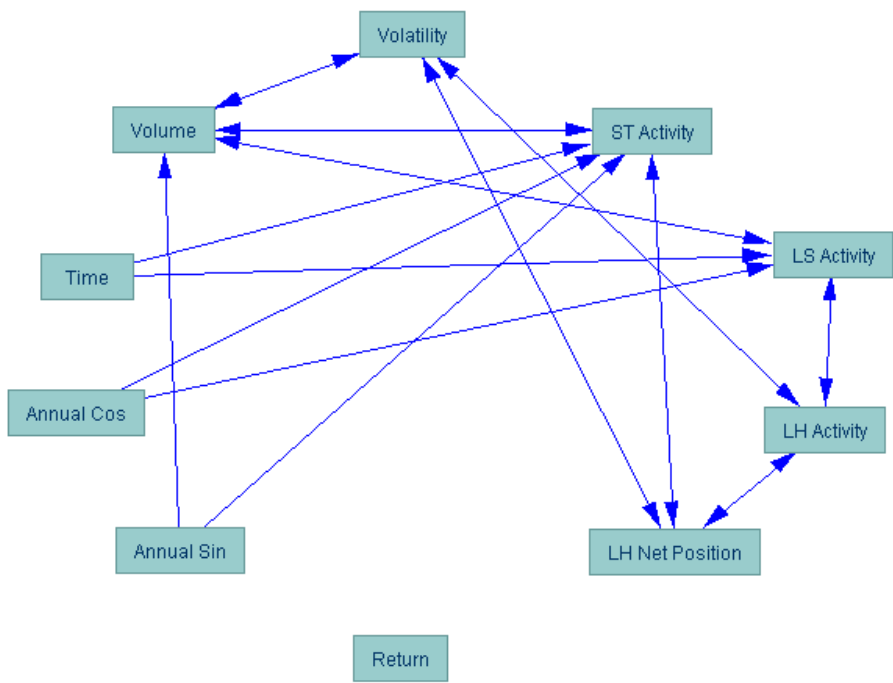 Volatility
Volume
ST Activity
LS Activity
Time
Annual Cos
LH Activity
Annual Sin
LH Net Position
Return